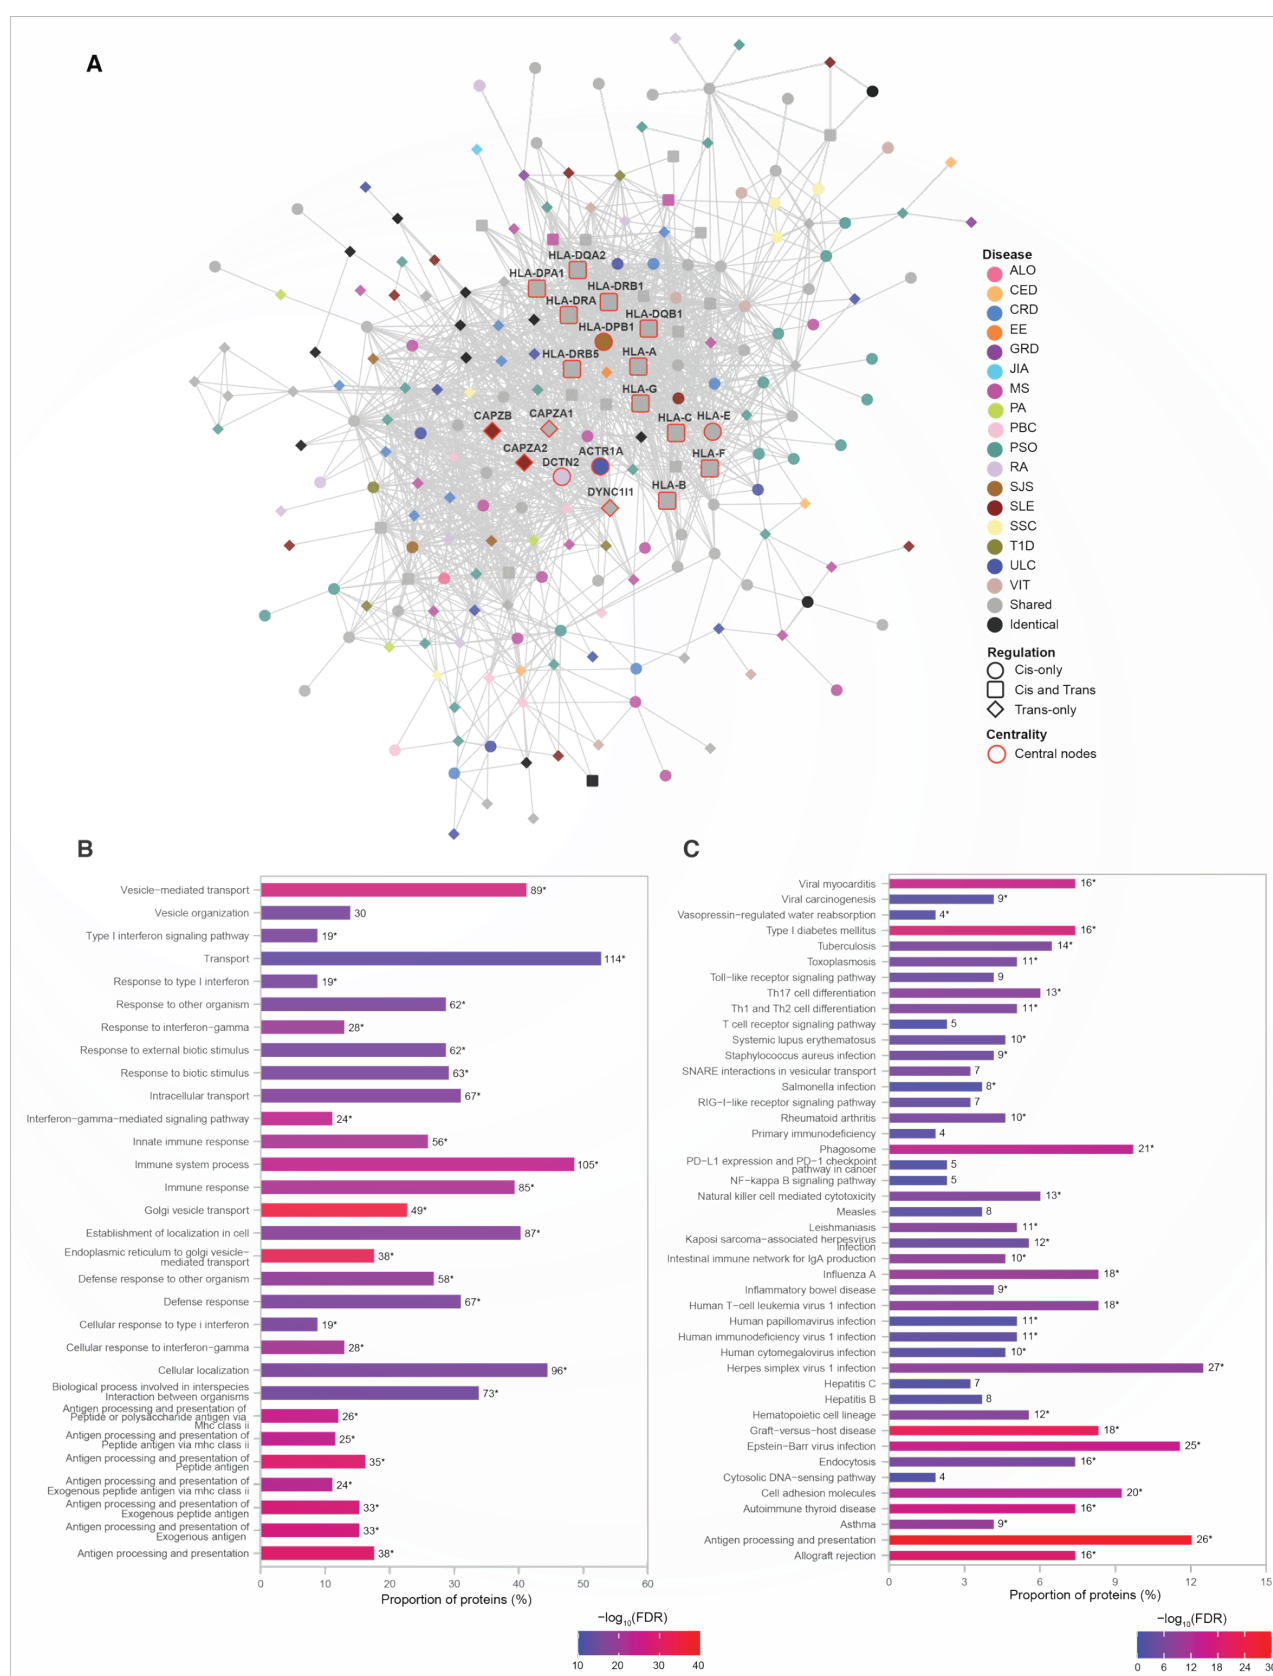 A
HLA-DQA2
HLA-DPA1
HLA-DRB1
HLA-DRA
HLA-DQB1
HLA-DPB1
HLA-DRB5
HLA-A
HLA-G
CAPZB
CAPZA1
HLA-C
HLA-E
CAPZA2
ACTR1A
DCTN2
HLA-F
DYNC1I1
HLA-B
Disease
ALO
CED
CRD
EE
GRD
JIA
MS
PA
PBC
PSO
RA
SJS
SLE
SSC
T1D
ULC
VIT
Shared
Identical
Regulation
Cis-only
Cis and Trans
Trans-only
Centrality
Central nodes
B
Vesicle−mediated transport 89*
Vesicle organization 30
Type I interferon signaling pathway 19*
Transport 114*
Response to type I interferon 19*
Response to other organism 62*
Response to interferon−gamma 28*
Response to external biotic stimulus 62*
Response to biotic stimulus 63*
Intracellular transport 67*
Interferon−gamma−mediated signaling pathway 24*
Innate immune response 56*
Immune system process 105*
Immune response 85*
Golgi vesicle transport 49*
Establishment of localization in cell 87*
Endoplasmic reticulum to golgi vesicle−
mediated transport 38*
Defense response to other organism 58*
Defense response 67*
Cellular response to type i interferon 19*
Cellular response to interferon−gamma 28*
Cellular localization 96*
Biological process involved in interspecies
Interaction between organisms 73*
Antigen processing and presentation of
Peptide or polysaccharide antigen via
Mhc class ii 26*
Antigen processing and presentation of
Peptide antigen via mhc class ii 25*
Antigen processing and presentation of
Peptide antigen 35*
Antigen processing and presentation of
Exogenous peptide antigen via mhc class ii 24*
Antigen processing and presentation of
Exogenous peptide antigen 33*
Antigen processing and presentation of
Exogenous antigen 33*
Antigen processing and presentation 38*
0 10 20 30 40 50 60
Proportion of proteins (%)
−log10(FDR)
10 20 30 40
C
Viral myocarditis 16*
Viral carcinogenesis 9*
Vasopressin−regulated water reabsorption 4*
Type I diabetes mellitus 16*
Tuberculosis 14*
Toxoplasmosis 11*
Toll−like receptor signaling pathway 9
Th17 cell differentiation 13*
Th1 and Th2 cell differentiation 11*
T cell receptor signaling pathway 5
Systemic lupus erythematosus 10*
Staphylococcus aureus infection 9*
SNARE interactions in vesicular transport 7
Salmonella infection 8*
RIG−I−like receptor signaling pathway 7
Rheumatoid arthritis 10*
Primary immunodeficiency 4
Phagosome 21*
PD−L1 expression and PD−1 checkpoint
pathway in cancer 5
NF−kappa B signaling pathway 5
Natural killer cell mediated cytotoxicity 13*
Measles 8
Leishmaniasis 11*
Kaposi sarcoma−associated herpesvirus
Infection 12*
Intestinal immune network for IgA production 10*
Influenza A 18*
Inflammatory bowel disease 9*
Human T−cell leukemia virus 1 infection 18*
Human papillomavirus infection 11*
Human immunodeficiency virus 1 infection 11*
Human cytomegalovirus infection 10*
Herpes simplex virus 1 infection 27*
Hepatitis C 7
Hepatitis B 8
Hematopoietic cell lineage 12*
Graft−versus−host disease 18*
Epstein−Barr virus infection 25*
Endocytosis 16*
Cytosolic DNA−sensing pathway 4
Cell adhesion molecules 20*
Autoimmune thyroid disease 16*
Asthma 9*
Antigen processing and presentation 26*
Allograft rejection 16*
0 3 6 9 12 15
Proportion of proteins (%)
−log10(FDR)
0 6 12 18 24 30